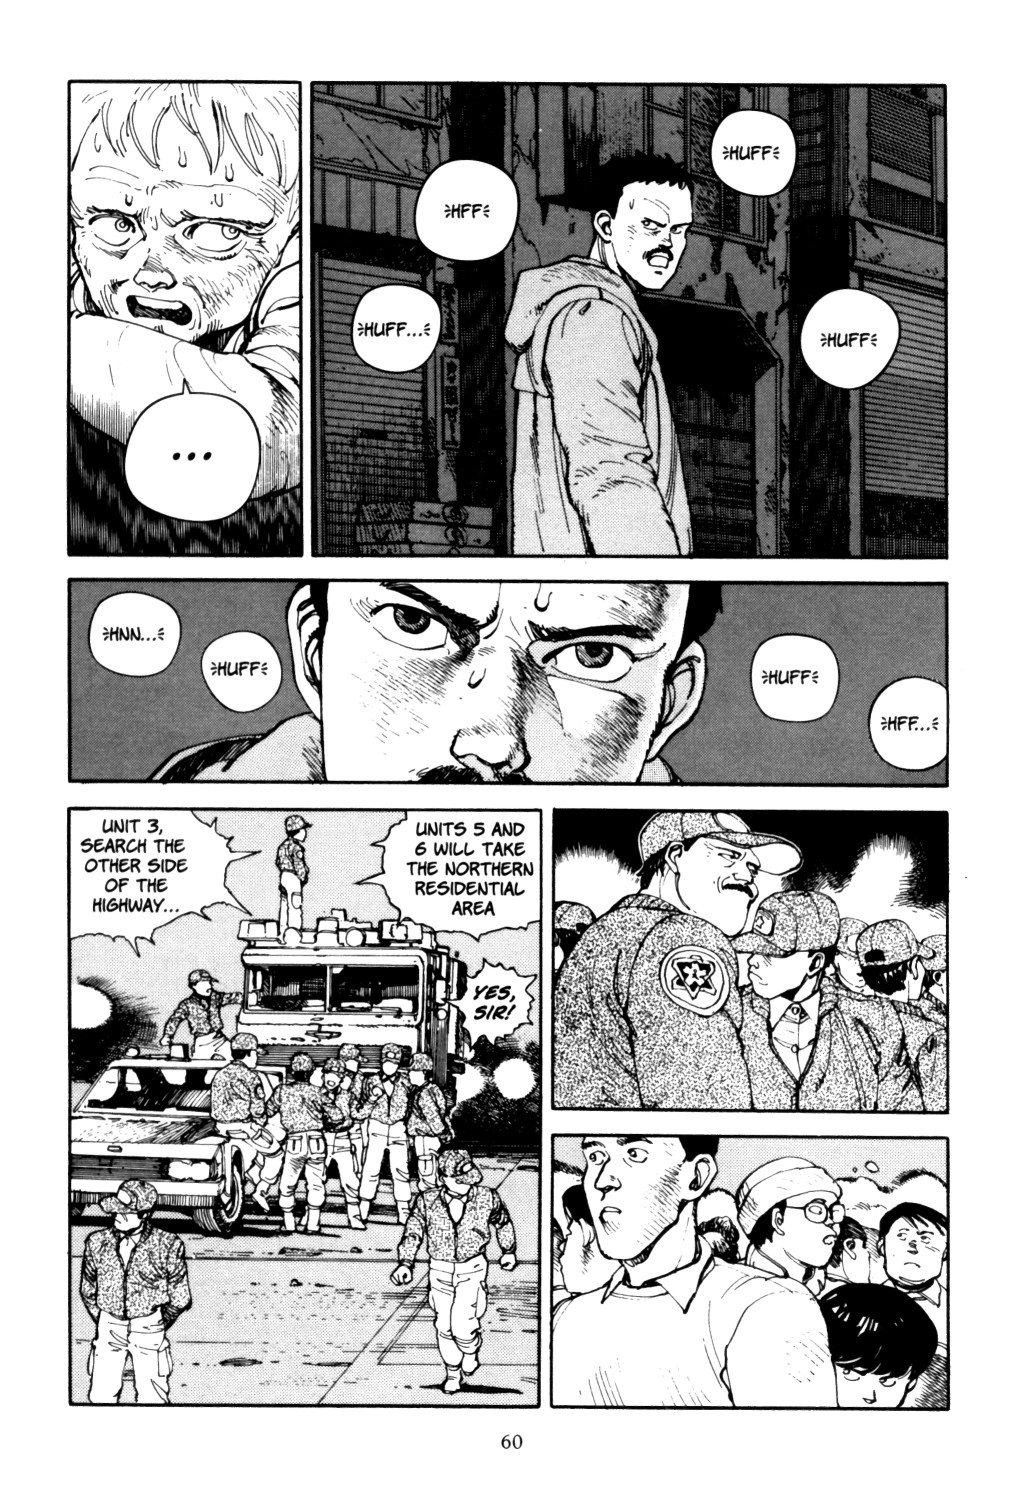 ...
HUFF
HFF
HUFF...
HUFF
HNN...
HUFF
HUFF
HFF...
UNIT 3,
SEARCH THE
OTHER SIDE
OF THE
HIGHWAY...
UNITS 5 AND
6 WILL TAKE
THE NORTHERN
RESIDENTIAL
AREA
YES,
SIR!
60